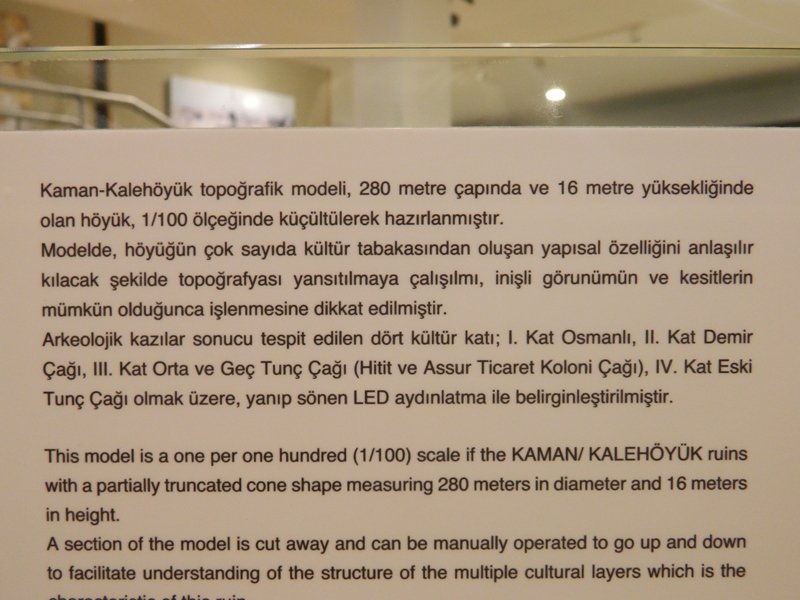 Kaman-Kalehöyük topoğrafik modeli, 280 metre çapında ve 16 metre yüksekliğinde
olan höyük, 1/100 ölçeğinde küçültülerek hazırlanmıştır.
Modelde, höyüğün çok sayıda kültür tabakasından oluşan yapısal özelliğini anlaşılır
kılacak şekilde topoğrafyası yansıtılmaya çalışılmı, inişli görunümün ve kesitlerin
mümkün olduğunca işlenmesine dikkat edilmiştir.
Arkeolojik kazılar sonucu tespit edilen dört kültür katı; I. Kat Osmanlı, II. Kat Demir
Çağı, III. Kat Orta ve Geç Tunç Çağı (Hitit ve Assur Ticaret Koloni Çağı), IV. Kat Eski
Tunç Çağı olmak üzere, yanıp sönen LED aydınlatma ile belirginleştirilmiştir.
This model is a one per one hundred (1/100) scale if the KAMAN/ KALEHÖYÜK ruins
with a partially truncated cone shape measuring 280 meters in diameter and 16 meters
in height.
A section of the model is cut away and can be manually operated to go up and down
to facilitate understanding of the structure of the multiple cultural layers which is the
characteristic of this ruin.